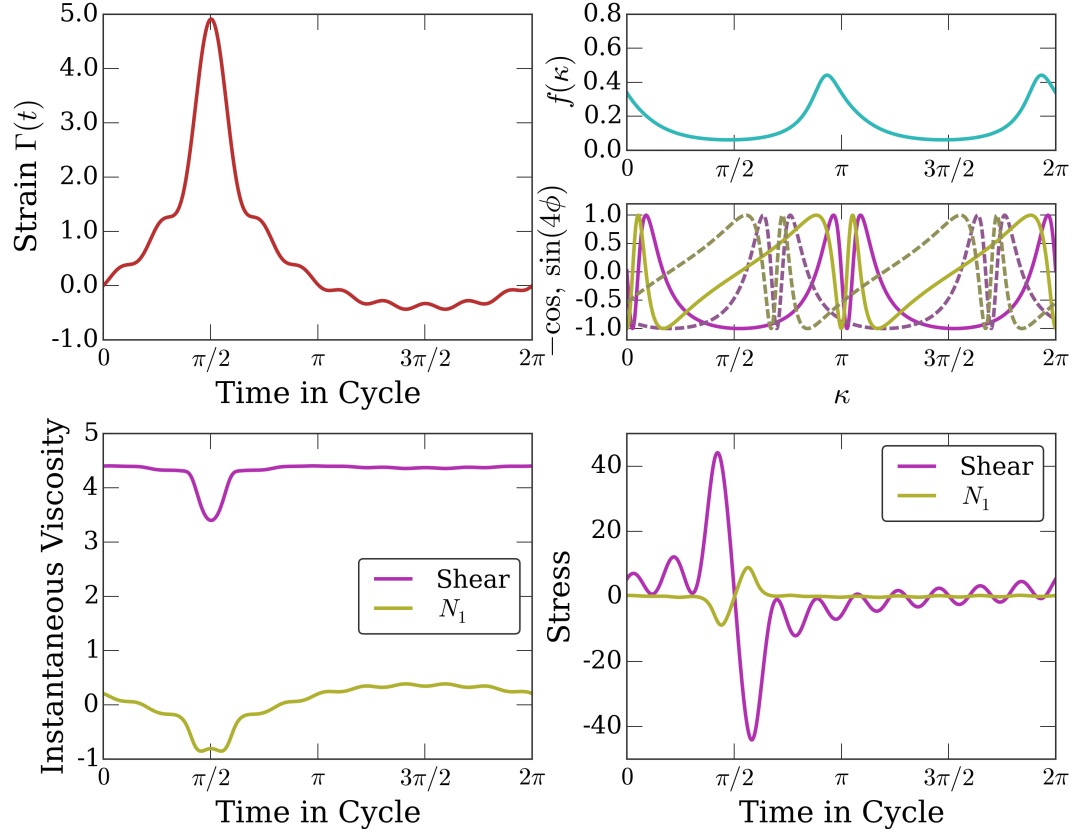 Strain Γ(t)
5.0
4.0
3.0
2.0
1.0
0.0
-1.0
0 π/2 π 3π/2 2π
Time in Cycle
f(κ)
0.8
0.6
0.4
0.2
0.0
0 π/2 π 3π/2 2π
−cos, sin(4ϕ)
1.0
0.5
0.0
-0.5
-1.0
0 π/2 π 3π/2 2π
κ
Instantaneous Viscosity
5
4
3
2
1
0
-1
Shear
N₁
0 π/2 π 3π/2 2π
Time in Cycle
Stress
40
20
0
-20
-40
Shear
N₁
0 π/2 π 3π/2 2π
Time in Cycle